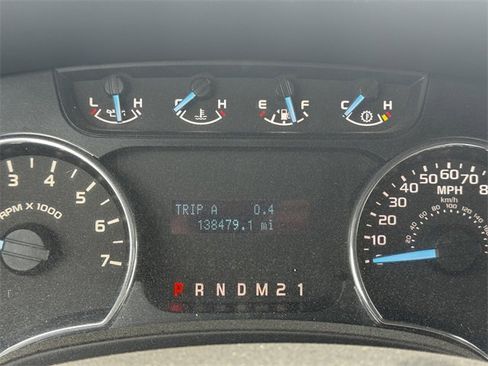 L H C H E F C H
3 4 5 6 7
RPM X 1000
TRIP A 0.4
138479.1 mi
P R N D M 2 1
10 20 30 40 50 60 70 8
MPH
km/h